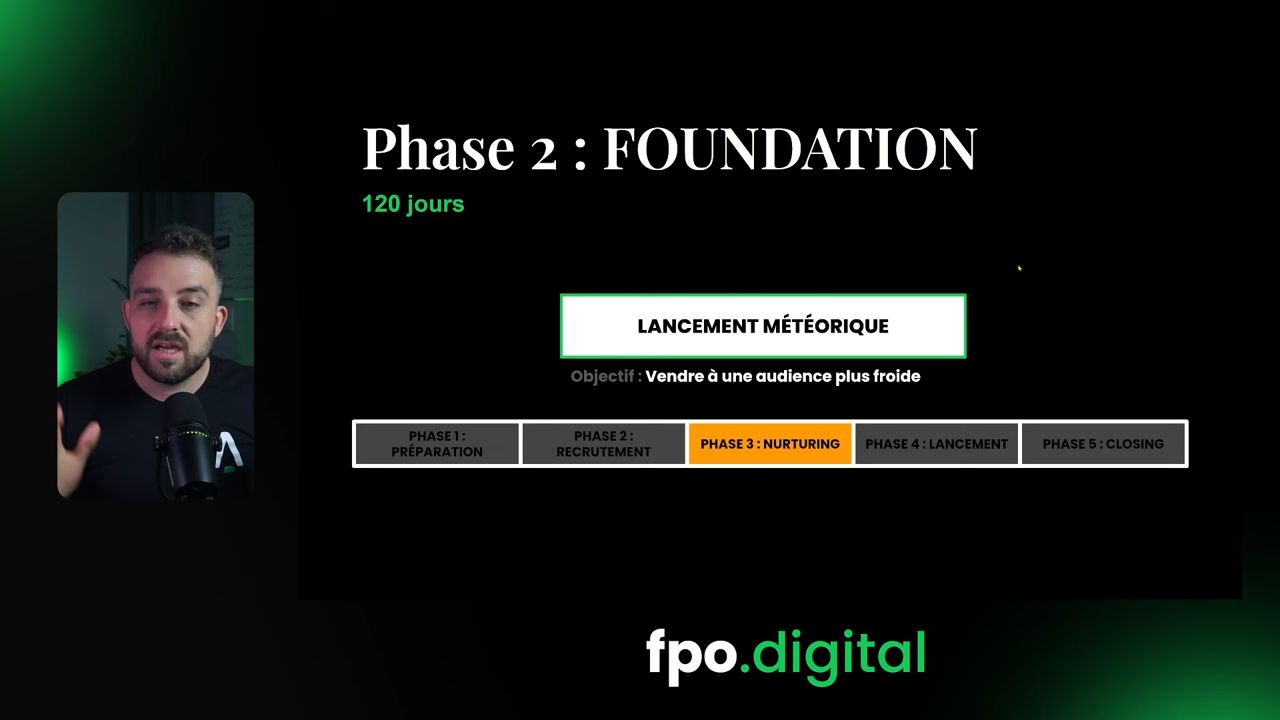 Phase 2 : FOUNDATION
120 jours
LANCEMENT MÉTÉORIQUE
Objectif : Vendre à une audience plus froide
PHASE 1 :
PRÉPARATION
PHASE 2 :
RECRUTEMENT
PHASE 3 : NURTURING
PHASE 4 : LANCEMENT
PHASE 5 : CLOSING
fpo.digital